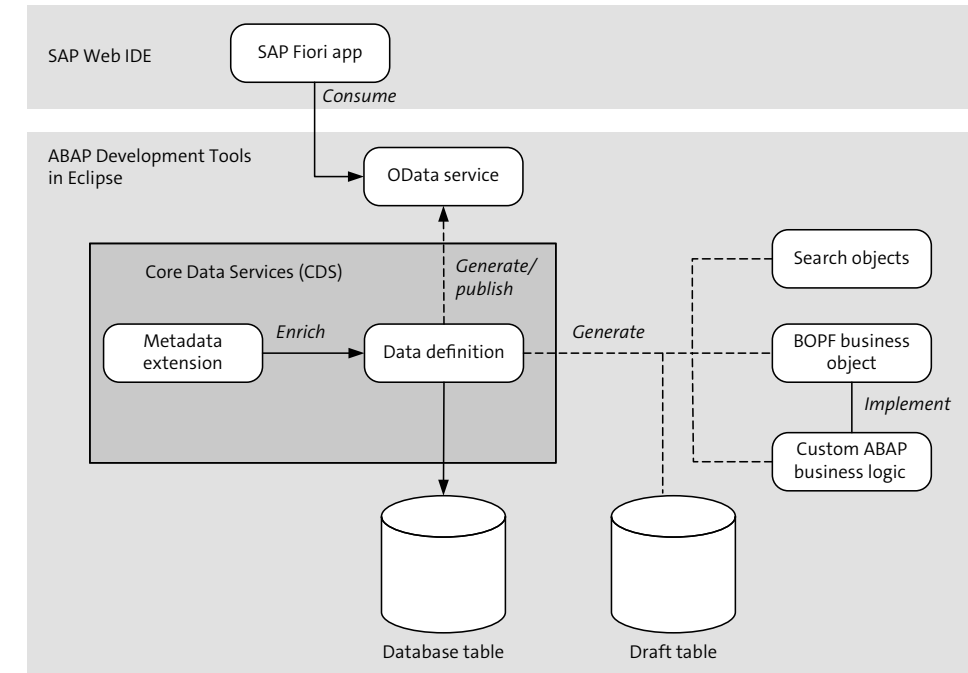 SAP Web IDE
SAP Fiori app
Consume
ABAP Development Tools
in Eclipse
OData service
Core Data Services (CDS)
Generate/
publish
Search objects
Metadata
extension
Enrich
Data definition
Generate
BOPF business
object
Implement
Custom ABAP
business logic
Database table
Draft table